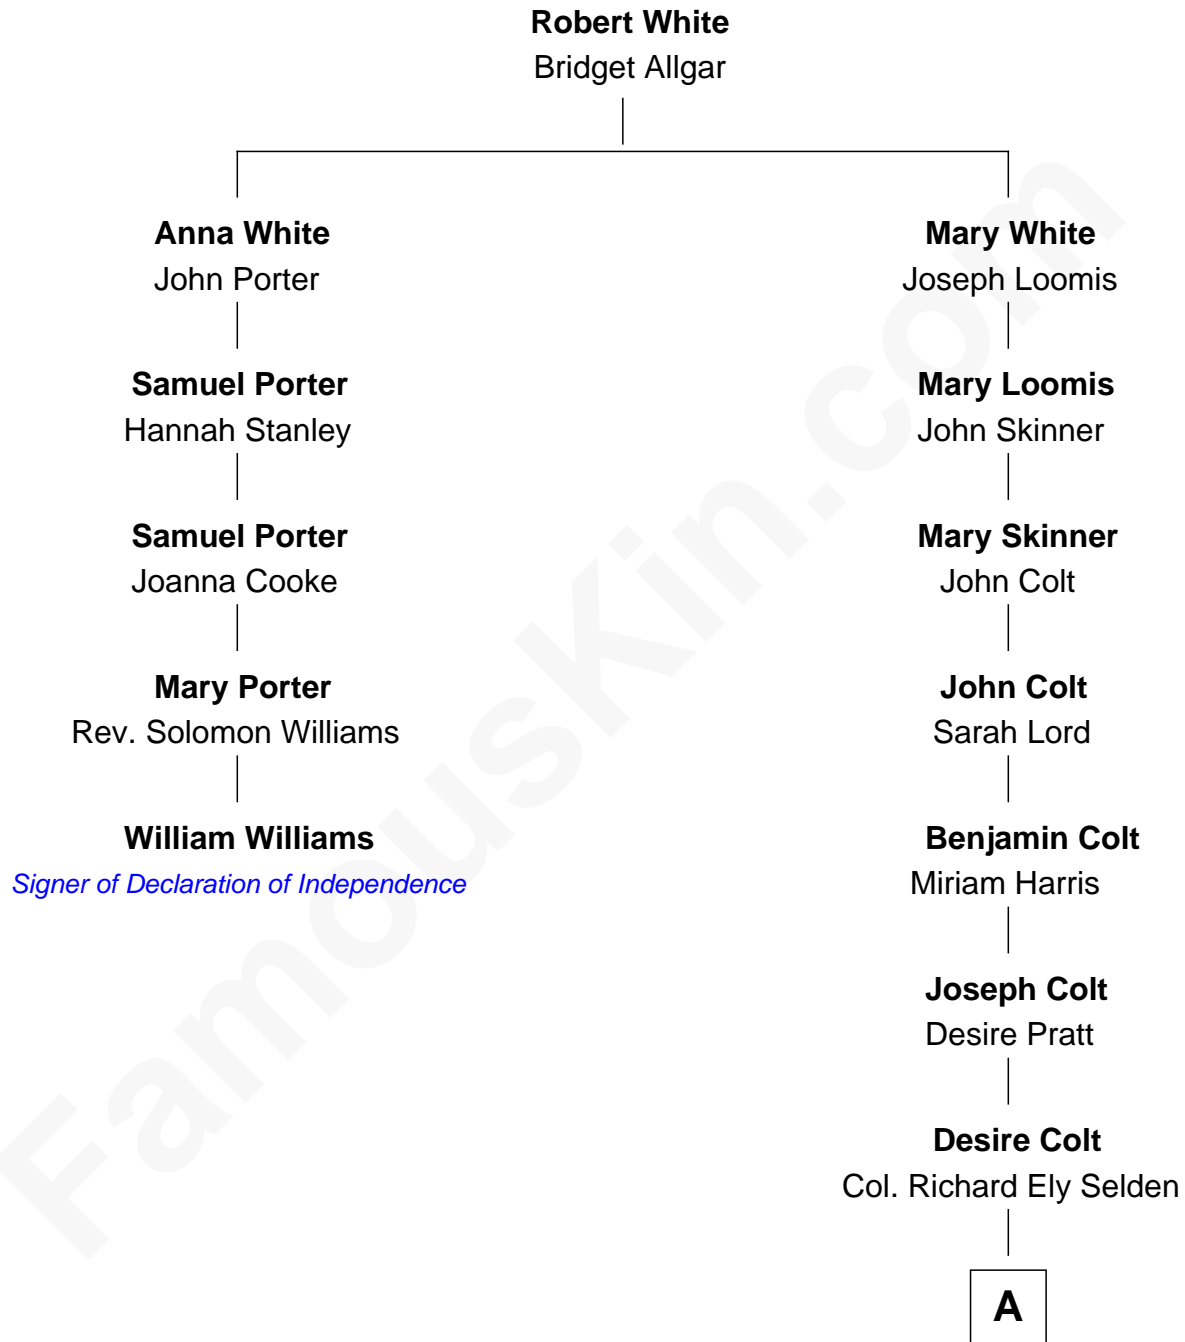 Robert White
Bridget Allgar
Anna White
John Porter
Samuel Porter
Hannah Stanley
Samuel Porter
Joanna Cooke
Mary Porter
Rev. Solomon Williams
William Williams
Signer of Declaration of Independence
Mary White
Joseph Loomis
Mary Loomis
John Skinner
Mary Skinner
John Colt
John Colt
Sarah Lord
Benjamin Colt
Miriam Harris
Joseph Colt
Desire Pratt
Desire Colt
Col. Richard Ely Selden
A
FamousKin.com